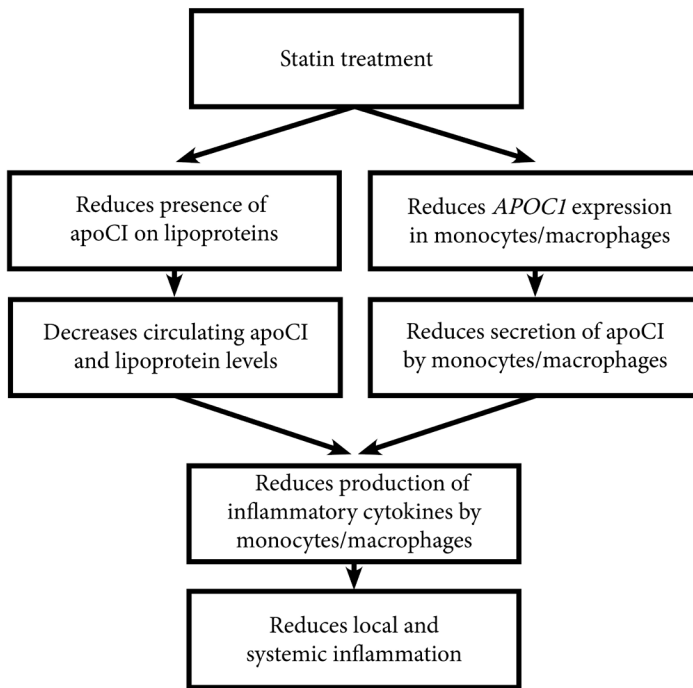 Statin treatment
Reduces presence of
apoCI on lipoproteins
Reduces APOC1 expression
in monocytes/macrophages
Decreases circulating apoCI
and lipoprotein levels
Reduces secretion of apoCI
by monocytes/macrophages
Reduces production of
inflammatory cytokines by
monocytes/macrophages
Reduces local and
systemic inflammation